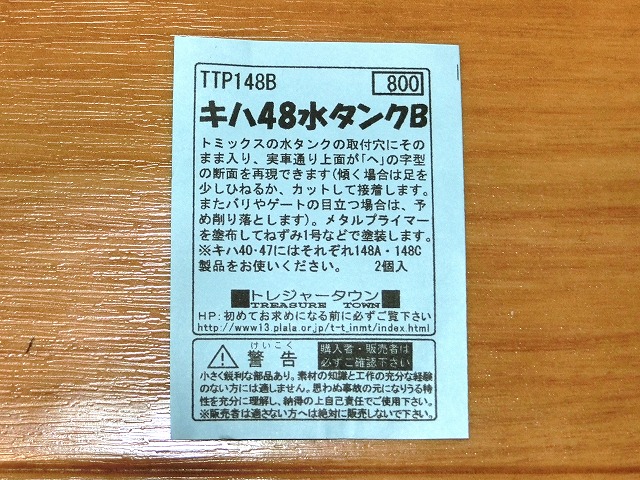 TTP148B 800
キハ48水タンクB
トミックスの水タンクの取付穴にその
まま入り、実車通り上面が「ヘ」の字型
の断面を再現できます(傾く場合は足を
少しひねるか、カットして接着します。
またバリやゲートの目立つ場合は、予
め削り落とします)。メタルプライマー
を塗布してねずみ1号などで塗装します。
※キハ40・47にはそれぞれ148A・148C
製品をお使いください。 2個入
トレジャータウン
TREASURE TOWN
HP:初めてお求めになる前に必ずご覧下さい
http://www13.plala.or.jp/t-t_inmt/index.html
けいこく
警告
購入者・販売者は
必ずご確認下さい
小さく鋭利な部品あり。素材の知識と工作の充分な経験
のない方には適しません。思わぬ事故の元になりうる特
性を充分に理解し、納得の上自己責任でご使用下さい。
※販売者は適さない方へは絶対に販売しないで下さい。